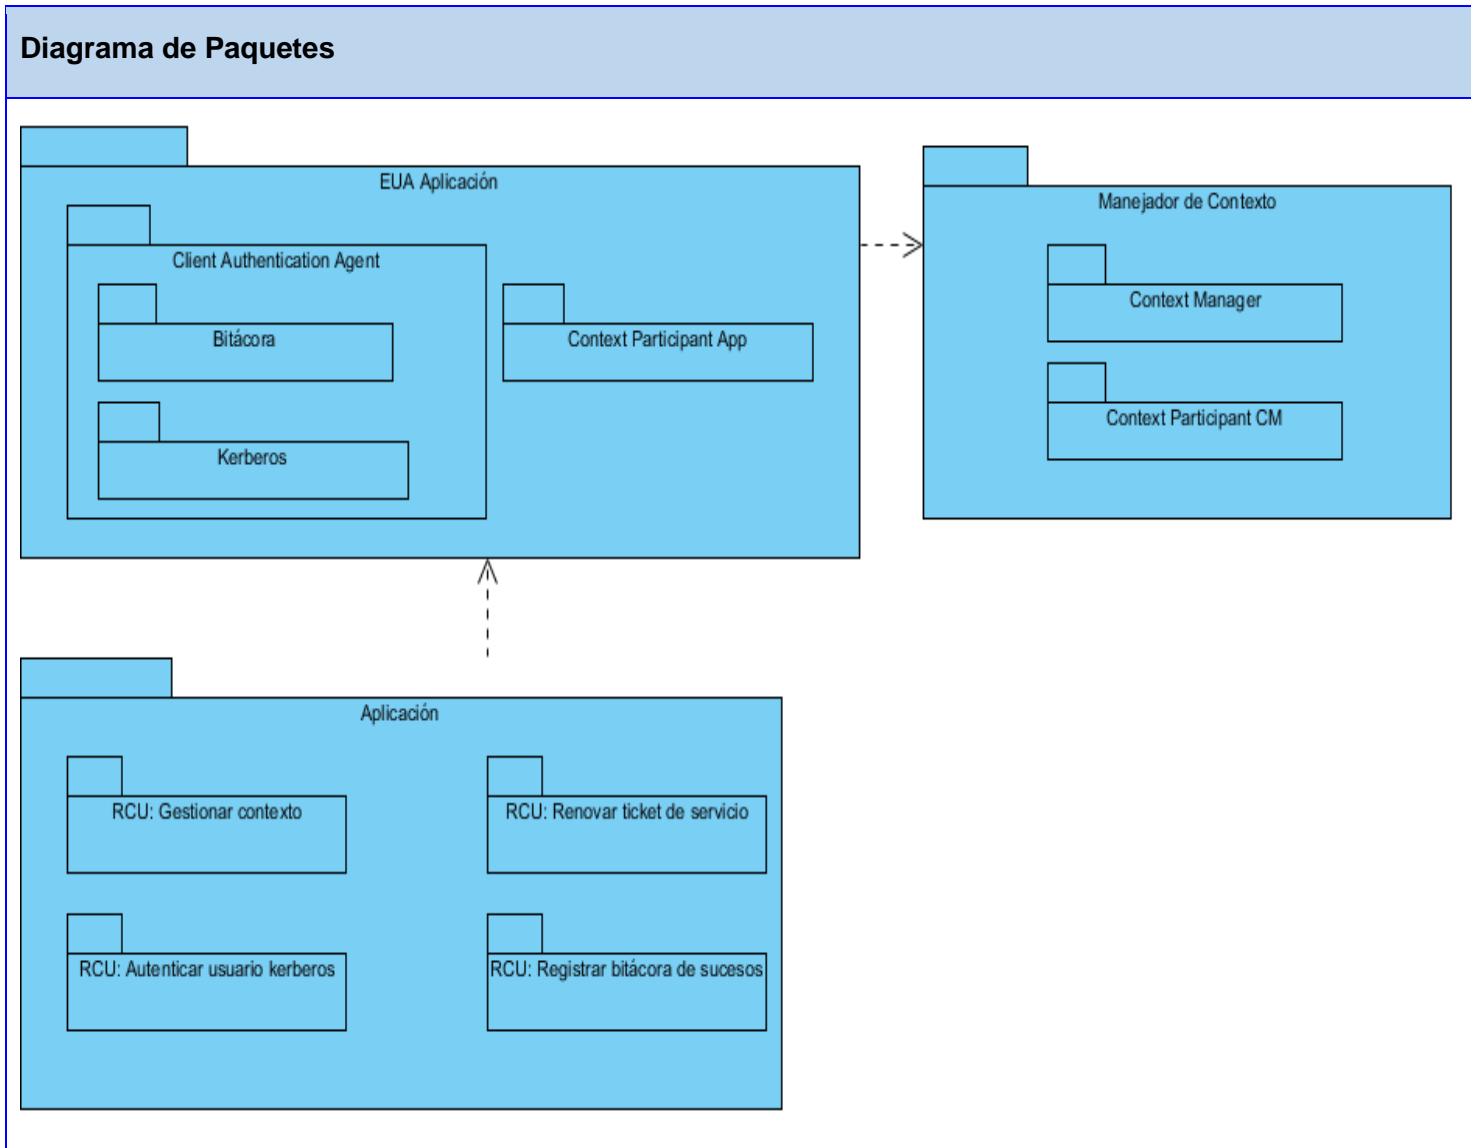 Diagrama de Paquetes
EUA Aplicación
Client Authentication Agent
Bitácora
Kerberos
Context Participant App
Manejador de Contexto
Context Manager
Context Participant CM
Aplicación
RCU: Gestionar contexto
RCU: Renovar ticket de servicio
RCU: Autenticar usuario kerberos
RCU: Registrar bitácora de sucesos